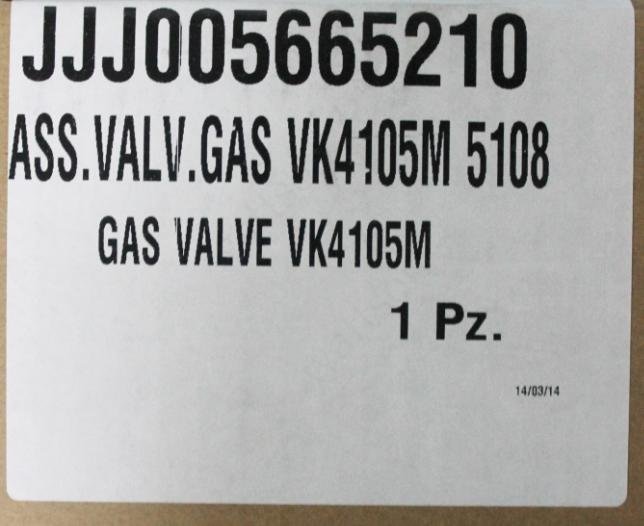 JJJ005665210
ASS.VALV.GAS VK4105M 5108
GAS VALVE VK4105M
1 Pz.
14/03/14